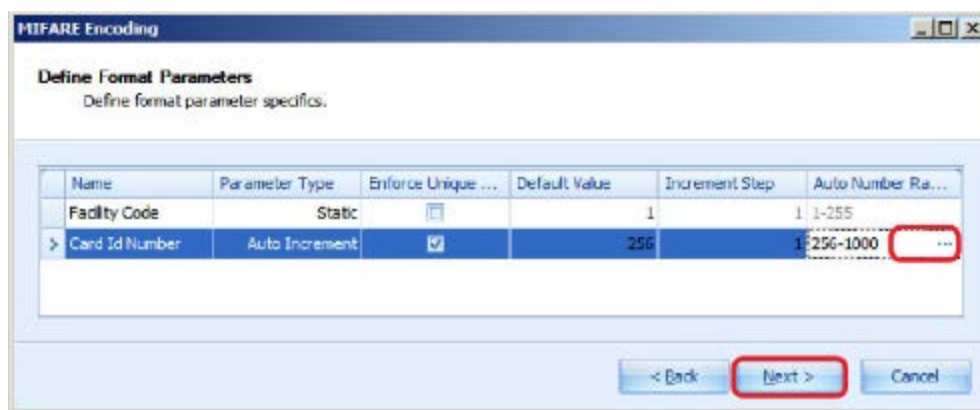 MIFARE Encoding
Define Format Parameters
Define format parameter specifics.
Name Parameter Type Enforce Unique ... Default Value Increment Step Auto Number Ra...
Facility Code Static 1 1 1-255
> Card Id Number Auto Increment 256 1 256-1000 ...
< Back Next > Cancel